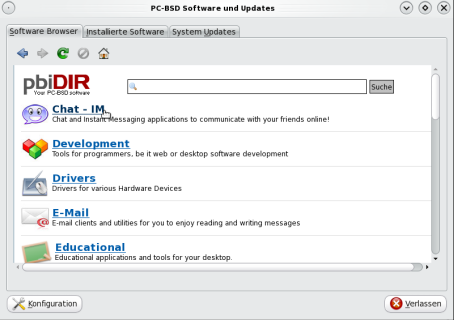 PC-BSD Software und Updates
Software Browser Installierte Software System Updates
pbiDIR
Your PC-BSD software
Suche
Chat - IM
Chat and Instant Messaging applications to communicate with your friends online!
Development
Tools for programmers, be it web or desktop software development
Drivers
Drivers for various Hardware Devices
E-Mail
E-mail clients and utilities for you to enjoy reading and writing messages
Educational
Educational applications and tools for your desktop.
Konfiguration Verlassen